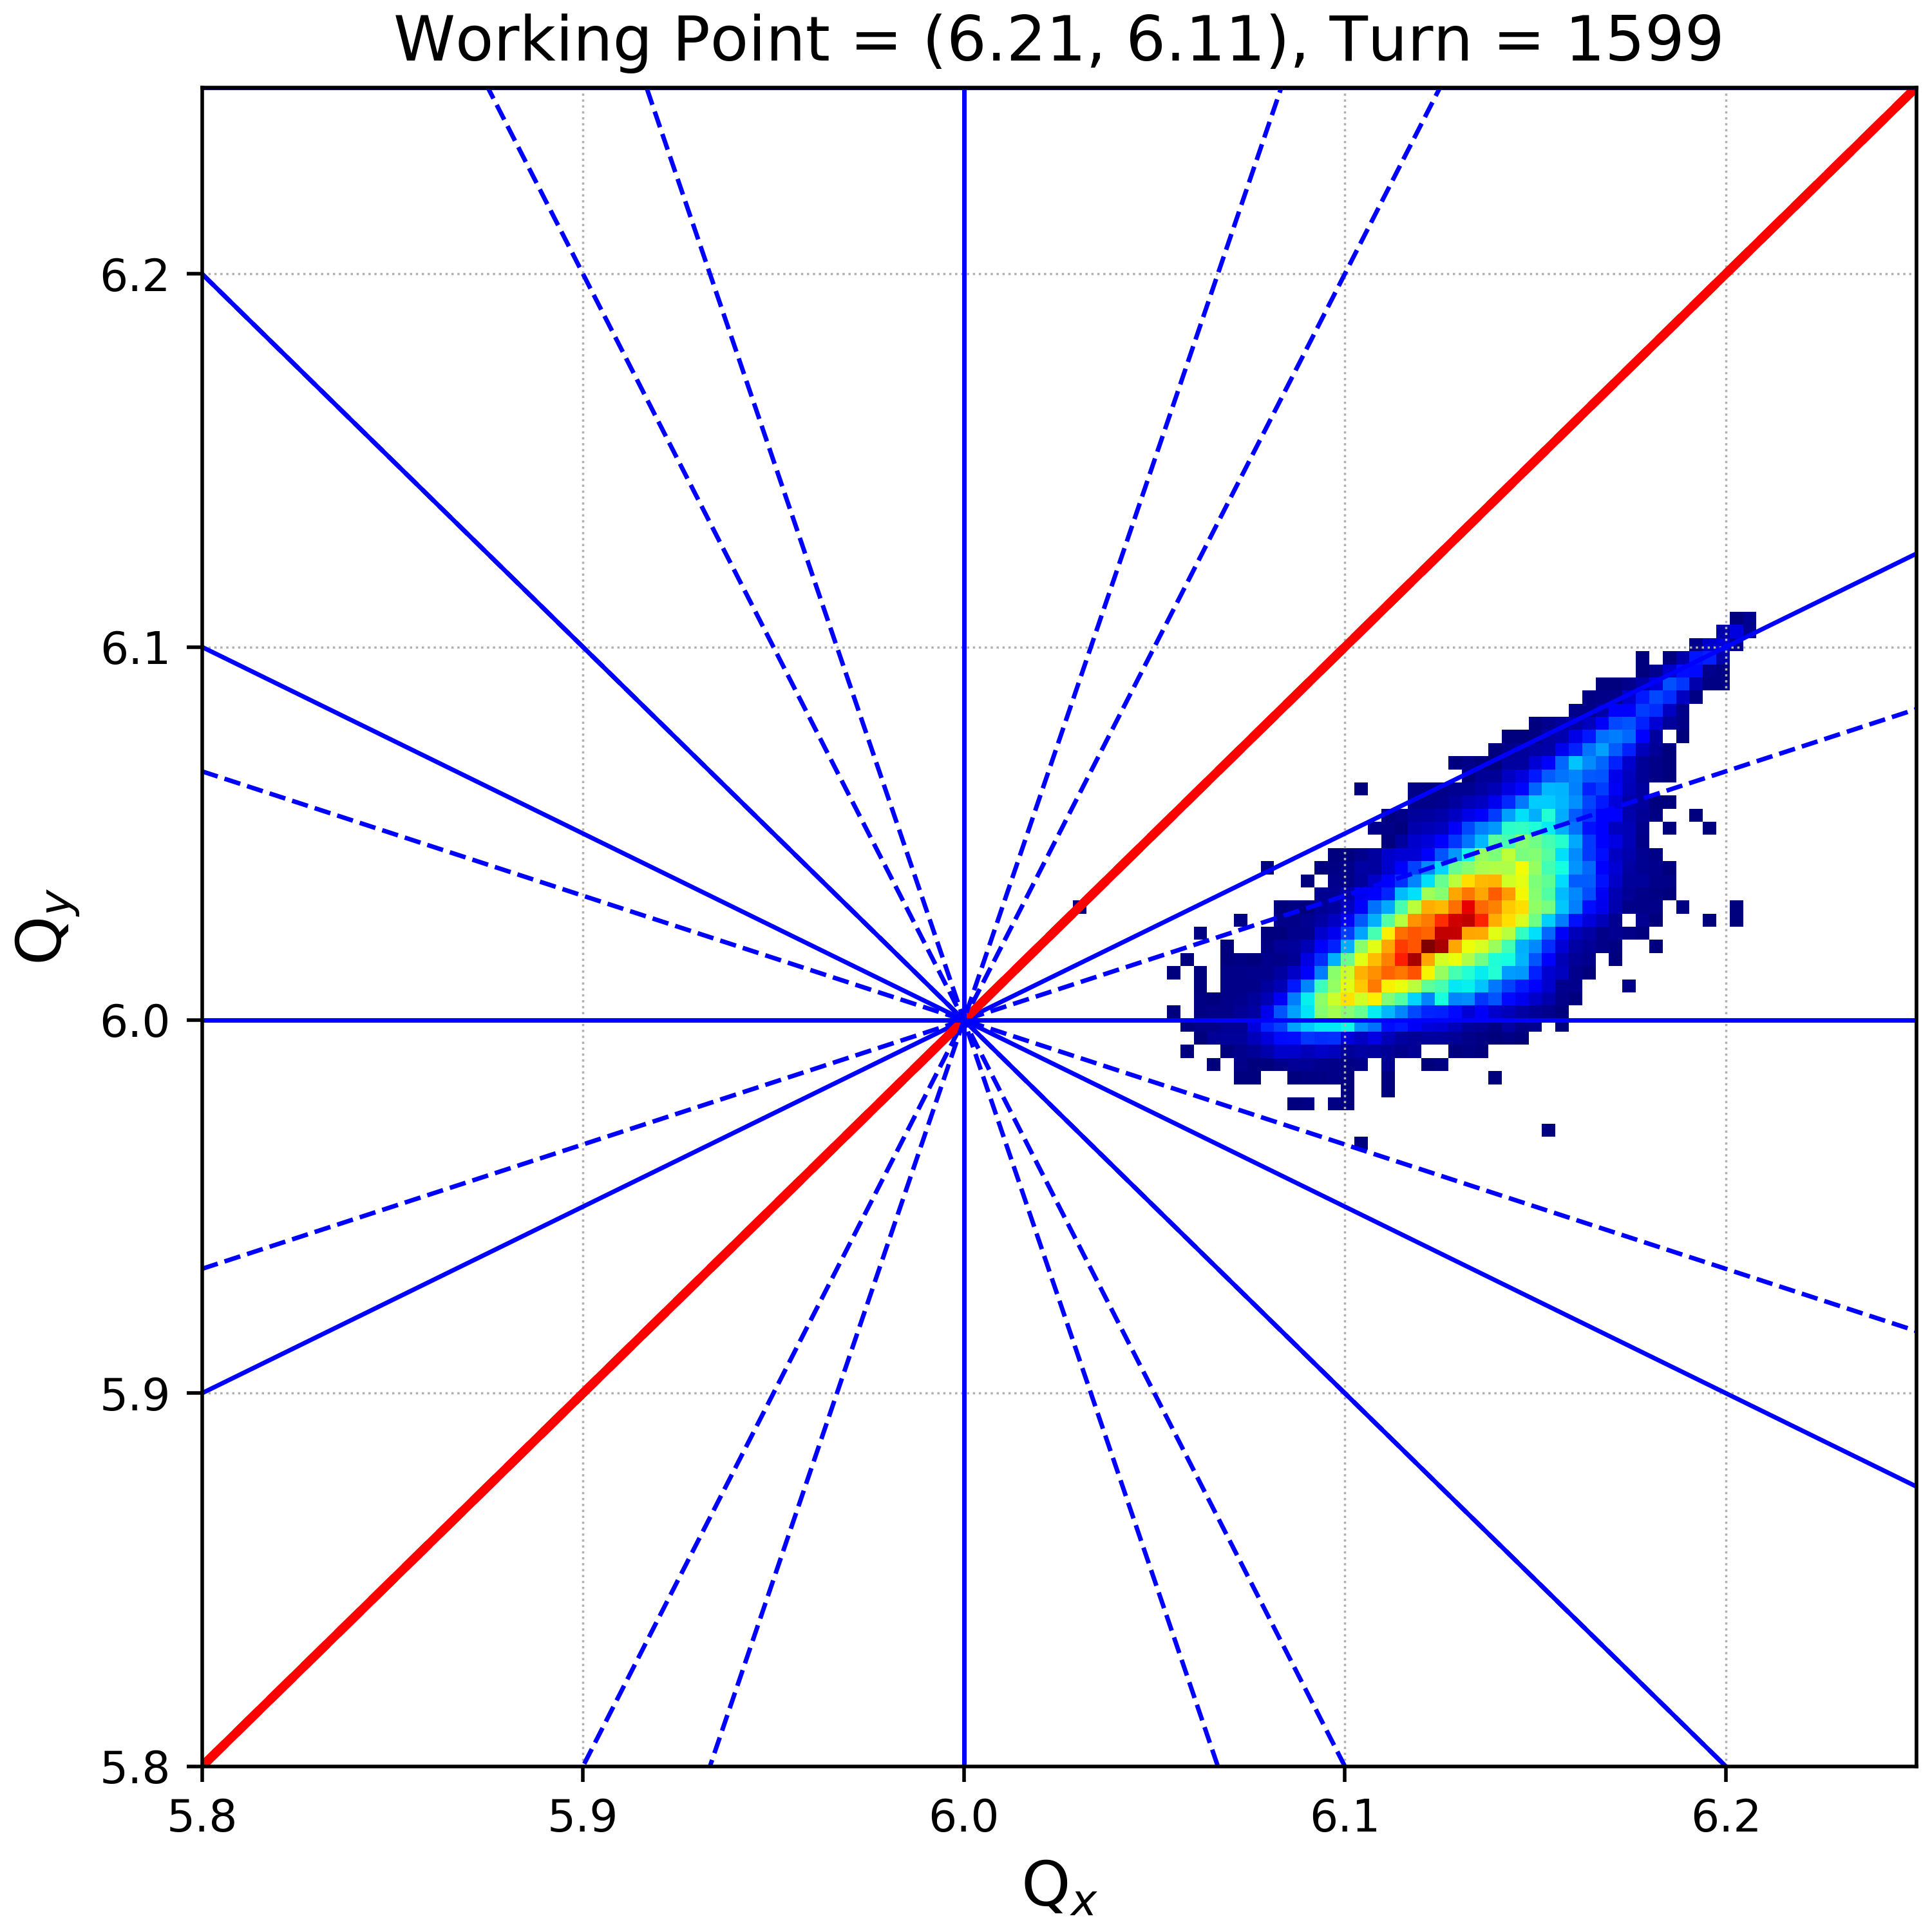 Working Point = (6.21, 6.11), Turn = 1599
6.2
6.1
6.0
5.9
5.8
Qy
5.8 5.9 6.0 6.1 6.2
Qx